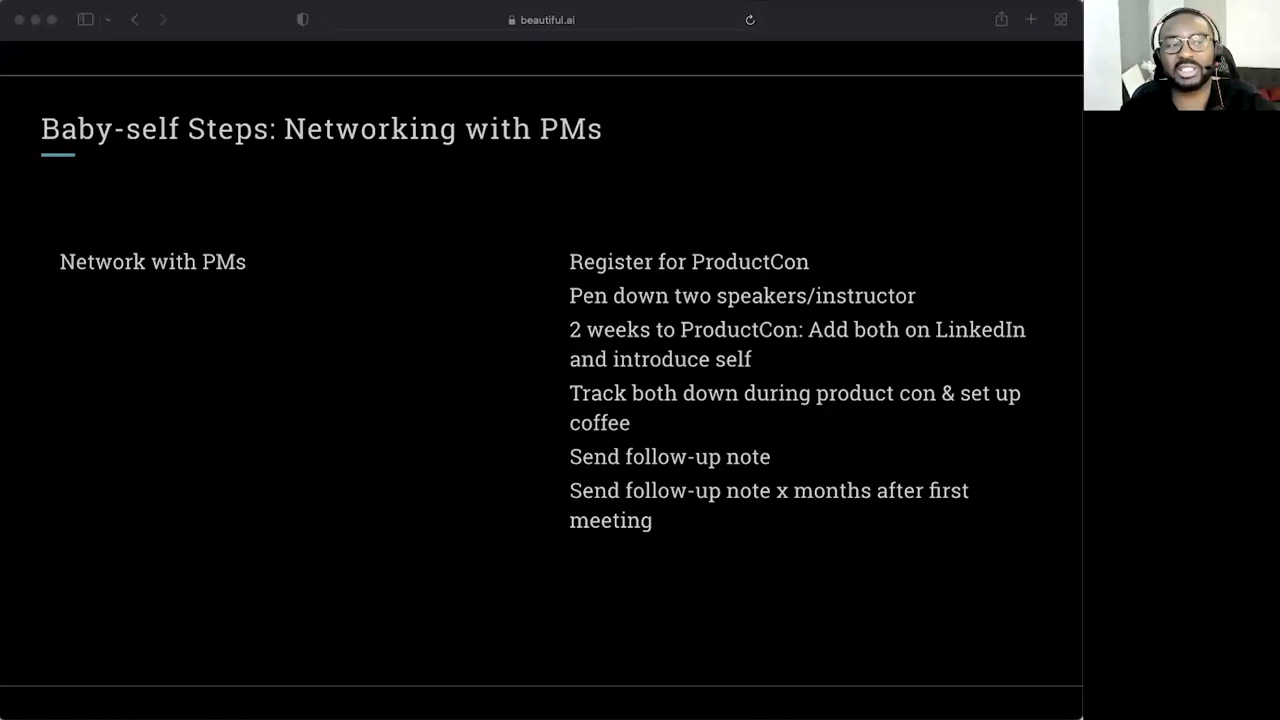 beautiful.ai
Baby-self Steps: Networking with PMs
Network with PMs
Register for ProductCon
Pen down two speakers/instructor
2 weeks to ProductCon: Add both on LinkedIn
and introduce self
Track both down during product con & set up
coffee
Send follow-up note
Send follow-up note x months after first
meeting